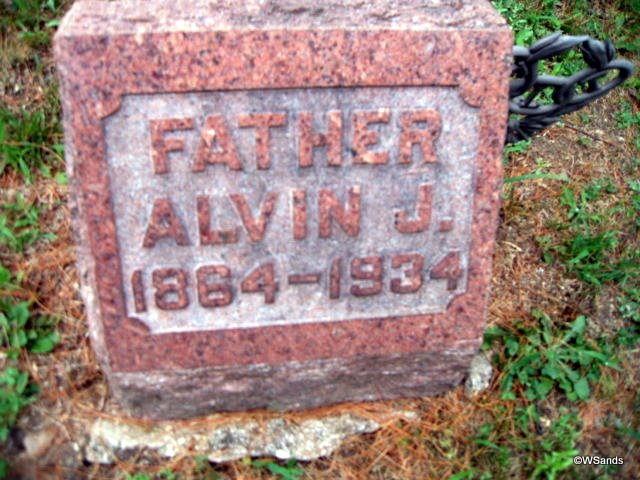 FATHER
ALVIN J.
1864-1934
©WSands